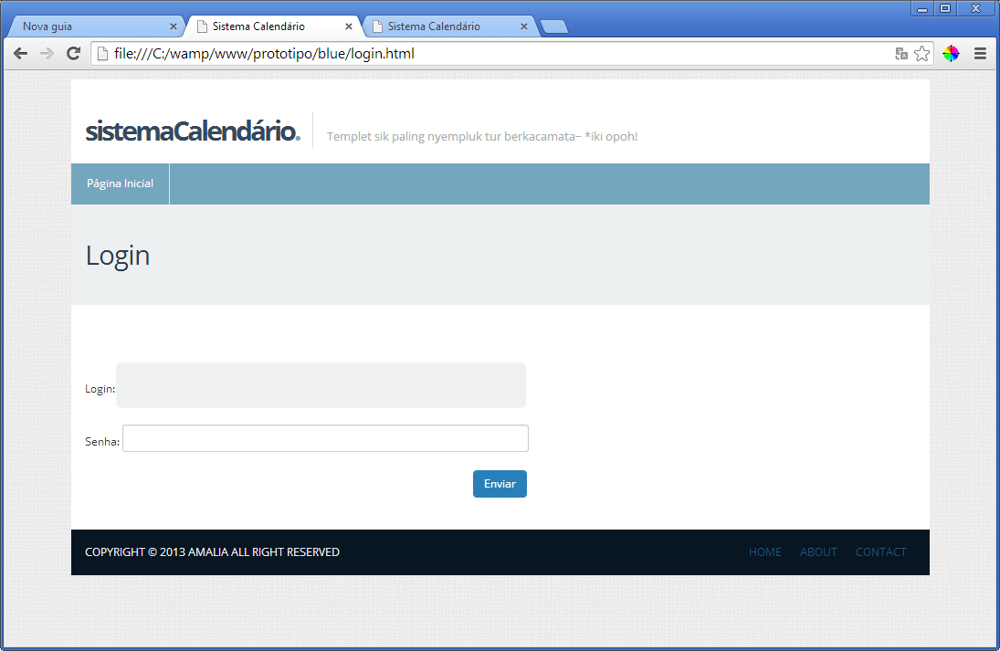 Nova guia
Sistema Calendário
Sistema Calendário
file:///C:/wamp/www/prototipo/blue/login.html
sistemaCalendário.
Templet sik paling nyempluk tur berkacamata~ *iki opoh!
Página Inicial
Login
Login:
Senha:
Enviar
COPYRIGHT © 2013 AMALIA ALL RIGHT RESERVED
HOME ABOUT CONTACT